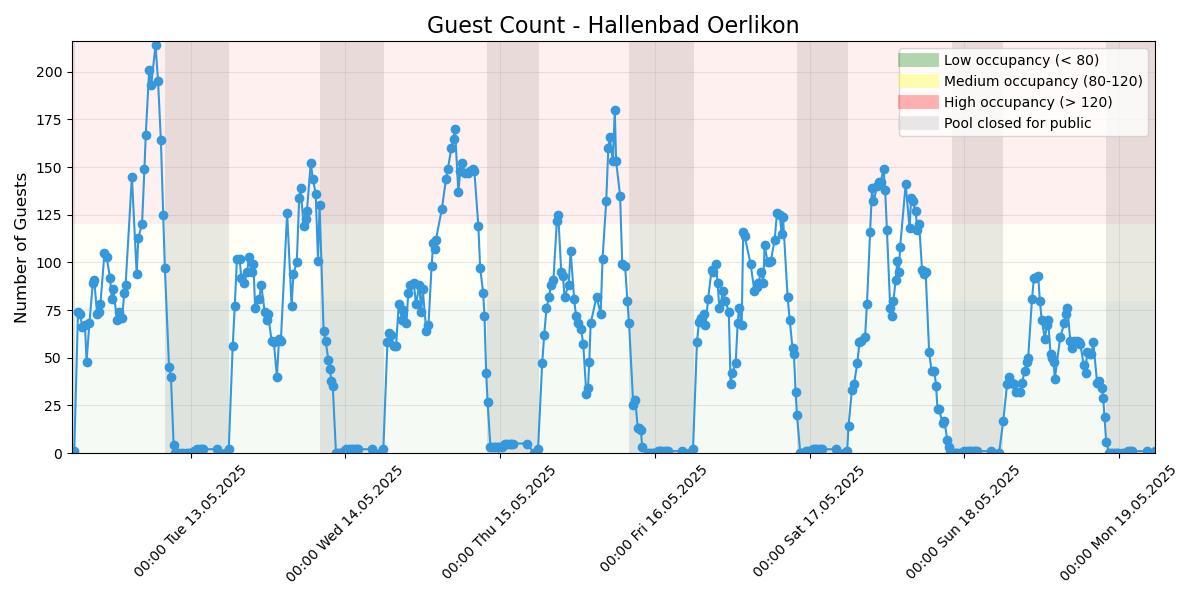 Guest Count - Hallenbad Oerlikon
Number of Guests
200
175
150
125
100
75
50
25
0
Low occupancy (< 80)
Medium occupancy (80-120)
High occupancy (> 120)
Pool closed for public
00:00 Tue 13.05.2025
00:00 Wed 14.05.2025
00:00 Thu 15.05.2025
00:00 Fri 16.05.2025
00:00 Sat 17.05.2025
00:00 Sun 18.05.2025
00:00 Mon 19.05.2025